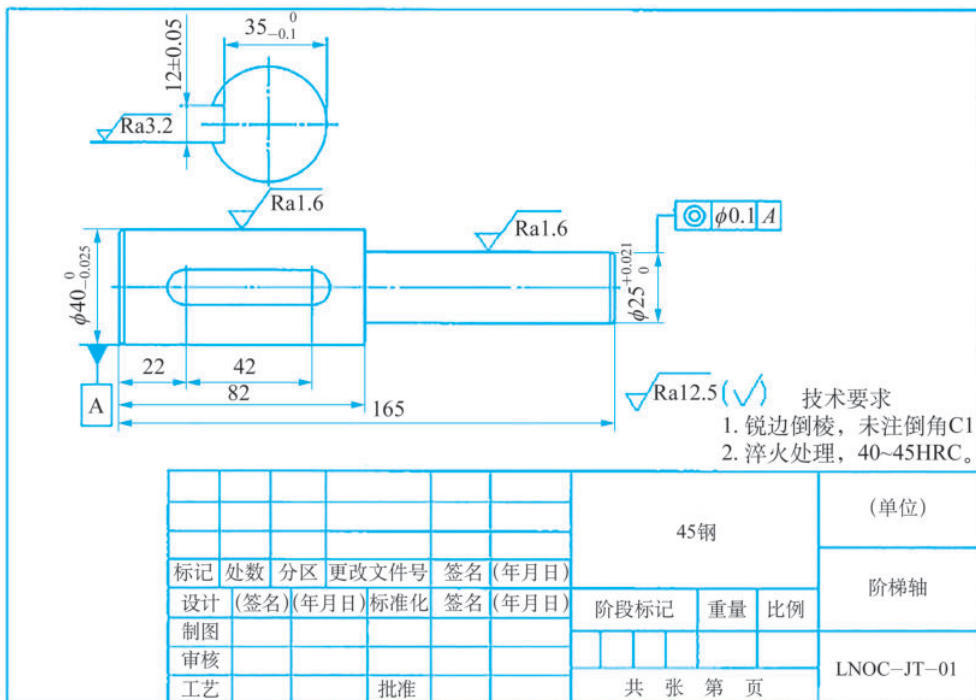 35 0 -0.1
12±0.05
Ra3.2
Ra1.6
Ra1.6
◎ ϕ0.1 A
ϕ40 0 -0.025
ϕ25 +0.021 0
22
42
82
165
A
Ra12.5 (√)
技术要求
1. 锐边倒棱，未注倒角C1
2. 淬火处理，40~45HRC。
45钢
(单位)
标记 处数 分区 更改文件号 签名 (年月日)
阶梯轴
设计 (签名) (年月日) 标准化 签名 (年月日)
阶段标记 重量 比例
制图
审核
LNOC-JT-01
工艺 批准
共 张 第 页